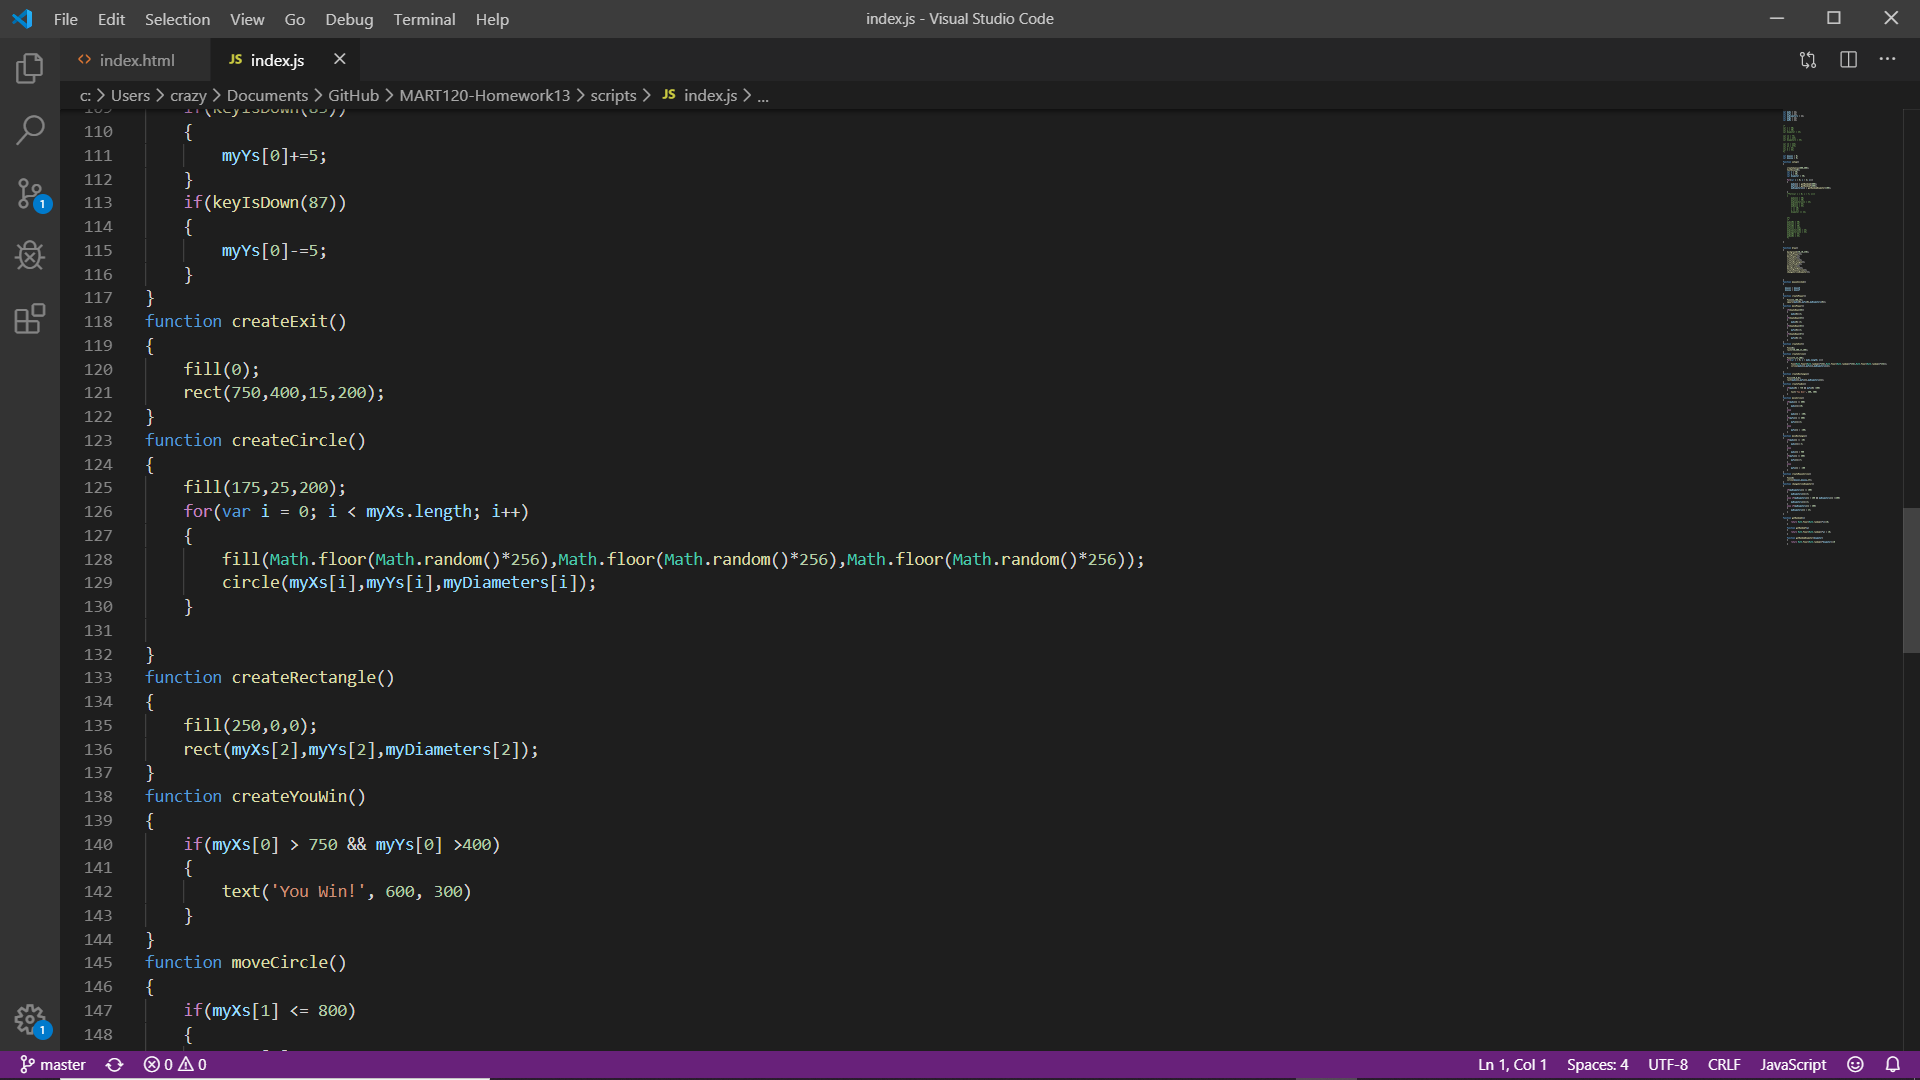 File Edit Selection View Go Debug Terminal Help
index.js - Visual Studio Code
index.html
JS index.js
c: > Users > crazy > Documents > GitHub > MART120-Homework13 > scripts > JS index.js > ...
109 if(keyIsDown(83))
110 {
111 myYs[0]+=5;
112 }
113 if(keyIsDown(87))
114 {
115 myYs[0]-=5;
116 }
117 }
118 function createExit()
119 {
120 fill(0);
121 rect(750,400,15,200);
122 }
123 function createCircle()
124 {
125 fill(175,25,200);
126 for(var i = 0; i < myXs.length; i++)
127 {
128 fill(Math.floor(Math.random()*256),Math.floor(Math.random()*256),Math.floor(Math.random()*256));
129 circle(myXs[i],myYs[i],myDiameters[i]);
130 }
131
132 }
133 function createRectangle()
134 {
135 fill(250,0,0);
136 rect(myXs[2],myYs[2],myDiameters[2]);
137 }
138 function createYouWin()
139 {
140 if(myXs[0] > 750 && myYs[0] >400)
141 {
142 text('You Win!', 600, 300)
143 }
144 }
145 function moveCircle()
146 {
147 if(myXs[1] <= 800)
148 {
1
1
master
0 0
Ln 1, Col 1 Spaces: 4 UTF-8 CRLF JavaScript